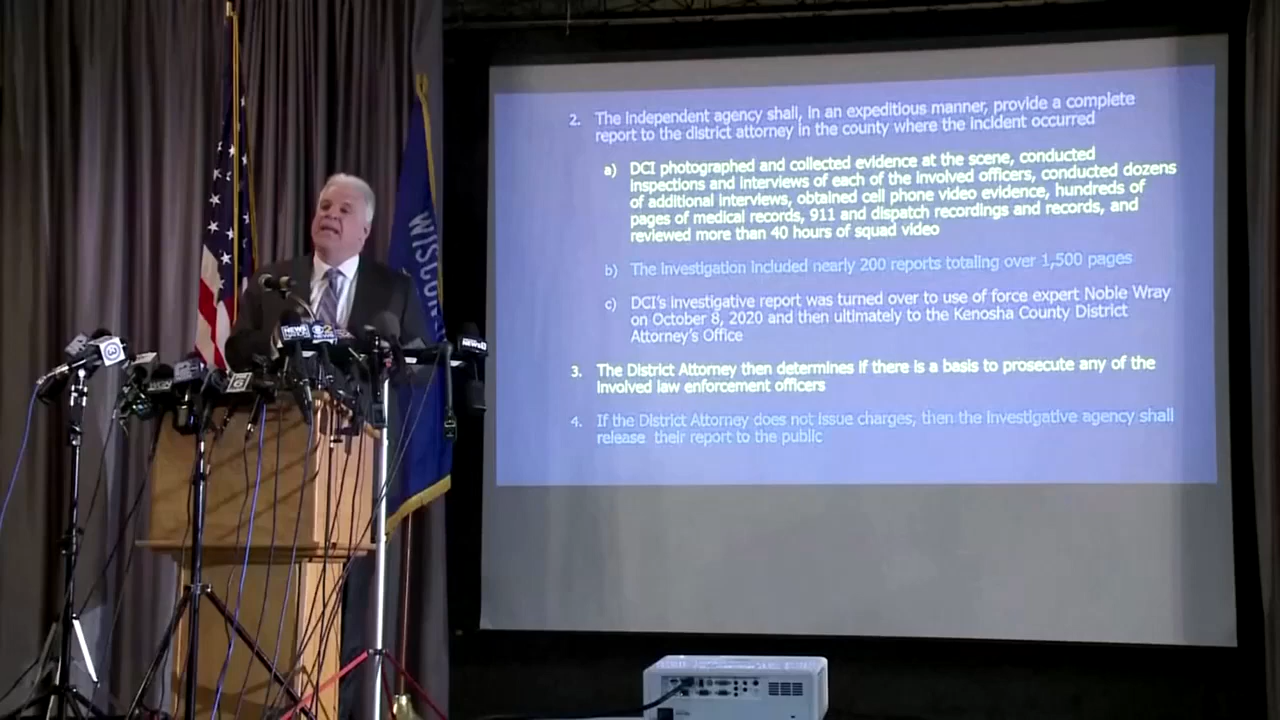 2. The independent agency shall, in an expeditious manner, provide a complete
report to the district attorney in the county where the incident occurred
a) DCI photographed and collected evidence at the scene, conducted
inspections and interviews of each of the involved officers, conducted dozens
of additional interviews, obtained cell phone video evidence, hundreds of
pages of medical records, 911 and dispatch recordings and records, and
reviewed more than 40 hours of squad video
b) The investigation included nearly 200 reports totaling over 1,500 pages
c) DCI's investigative report was turned over to use of force expert Noble Wray
on October 8, 2020 and then ultimately to the Kenosha County District
Attorney's Office
3. The District Attorney then determines if there is a basis to prosecute any of the
involved law enforcement officers
4. If the District Attorney does not issue charges, then the investigative agency shall
release their report to the public
WISCON
NEWS
2
NEWS
3
6